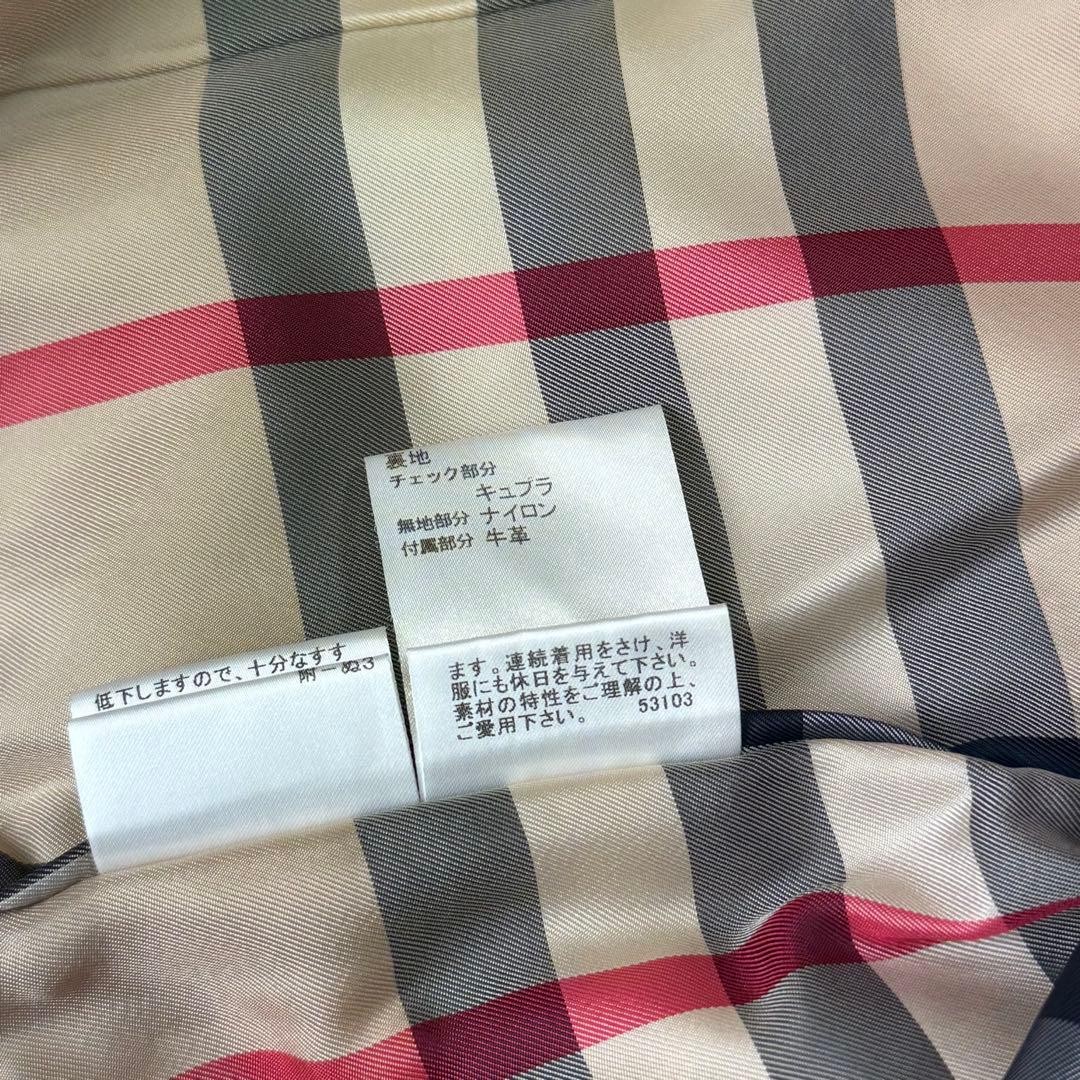 裏地
チェック部分
キュプラ
無地部分 ナイロン
付属部分 牛革
低下しますので、十分なすす
附ーぬ3
ます。連続着用をさけ、洋
服にも休日を与えて下さい。
素材の特性をご理解の上、
ご愛用下さい。 53103